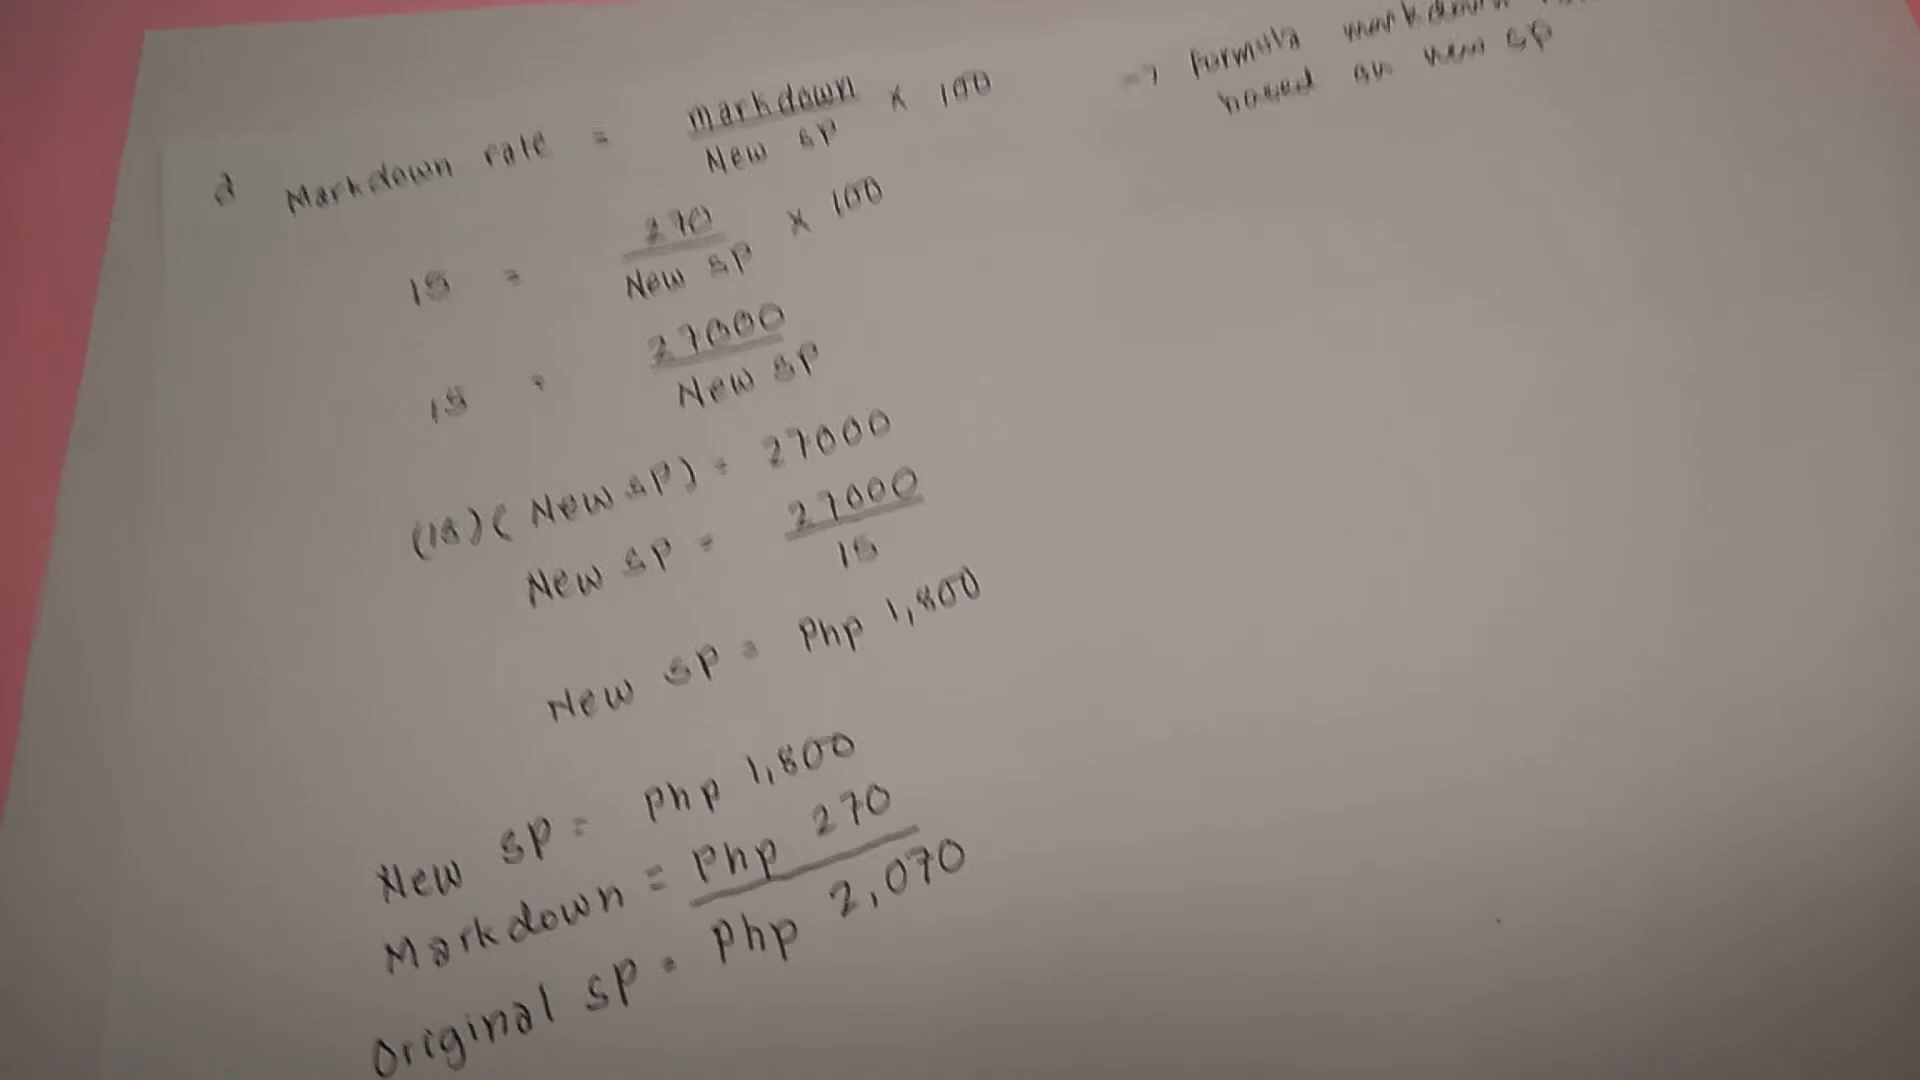 d Markdown rate = markdown / New SP x 100
=> Formula markdown
based on new SP
15 = 270 / New SP x 100
15 = 27000 / New SP
(15)(New SP) = 27000
New SP = 27000 / 15
New SP = Php 1,800
New SP = Php 1,800
Markdown = Php 270
Original SP = Php 2,070